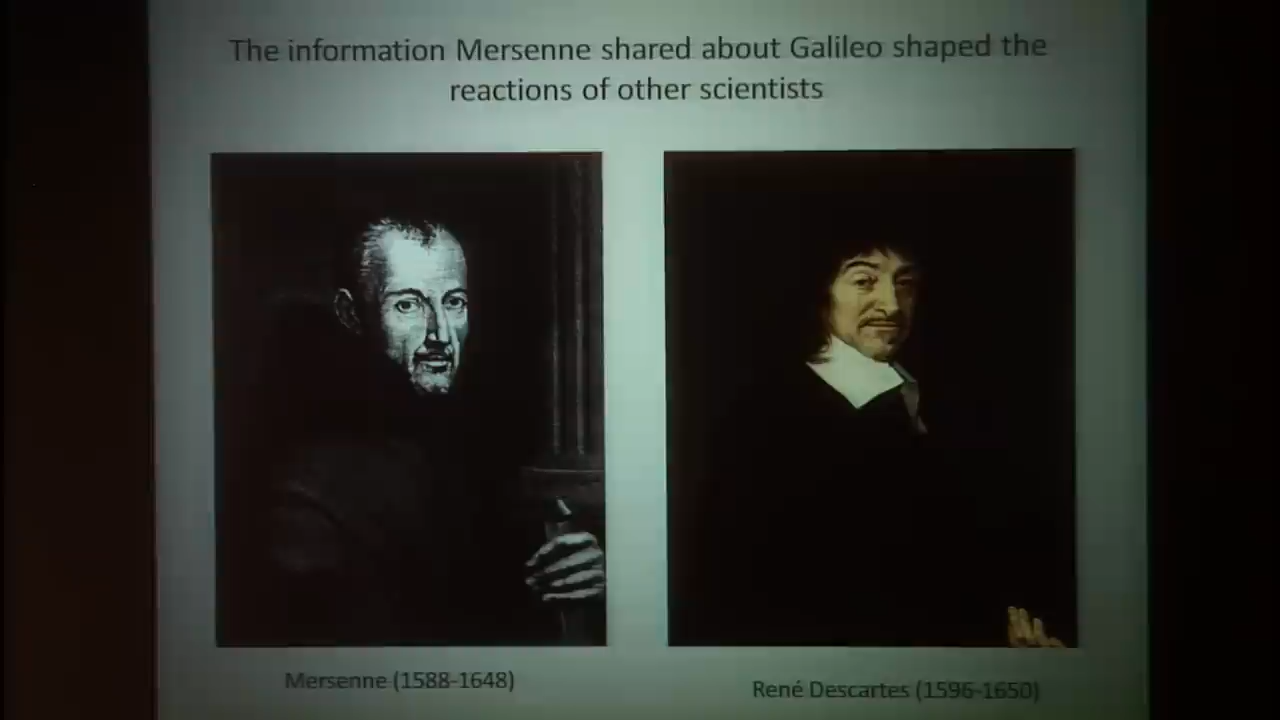 The information Mersenne shared about Galileo shaped the
reactions of other scientists
Mersenne (1588-1648)
René Descartes (1596-1650)